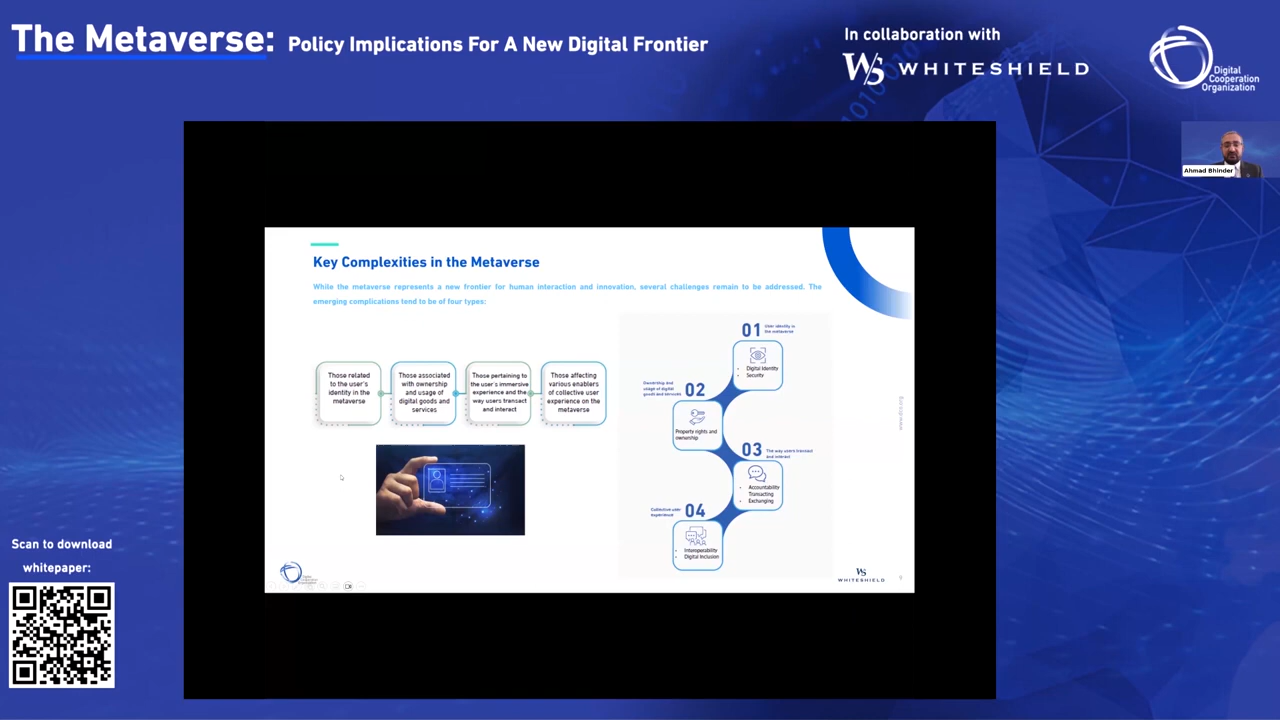 The Metaverse: Policy Implications For A New Digital Frontier
In collaboration with
WS WHITESHIELD
Digital
Cooperation
Organization
Ahmad Bhinder
Key Complexities in the Metaverse
While the metaverse represents a new frontier for human interaction and innovation, several challenges remain to be addressed. The
emerging complications tend to be of four types:
Those related
to the user's
identity in the
metaverse
Those associated
with ownership
and usage of
digital goods and
services
Those pertaining to
the user's immersive
experience and the
way users transact
and interact
Those affecting
various enablers
of collective user
experience on the
metaverse
01 User identity in
the metaverse
• Digital Identity
• Security
Ownership and
usage of digital
goods and services
02
Property rights and
ownership
03 The way users transact
and interact
• Accountability
• Transacting
• Exchanging
Collective user
experience
04
• Interoperability
• Digital Inclusion
WS
WHITESHIELD
9
Scan to download
whitepaper: